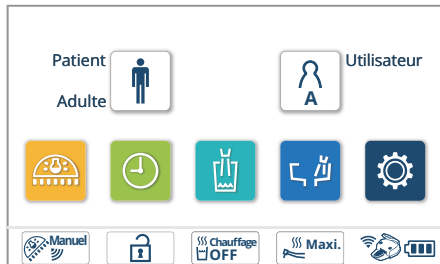 Patient
Utilisateur
Adulte
A
Manuel
Chauffage
OFF
Maxi.